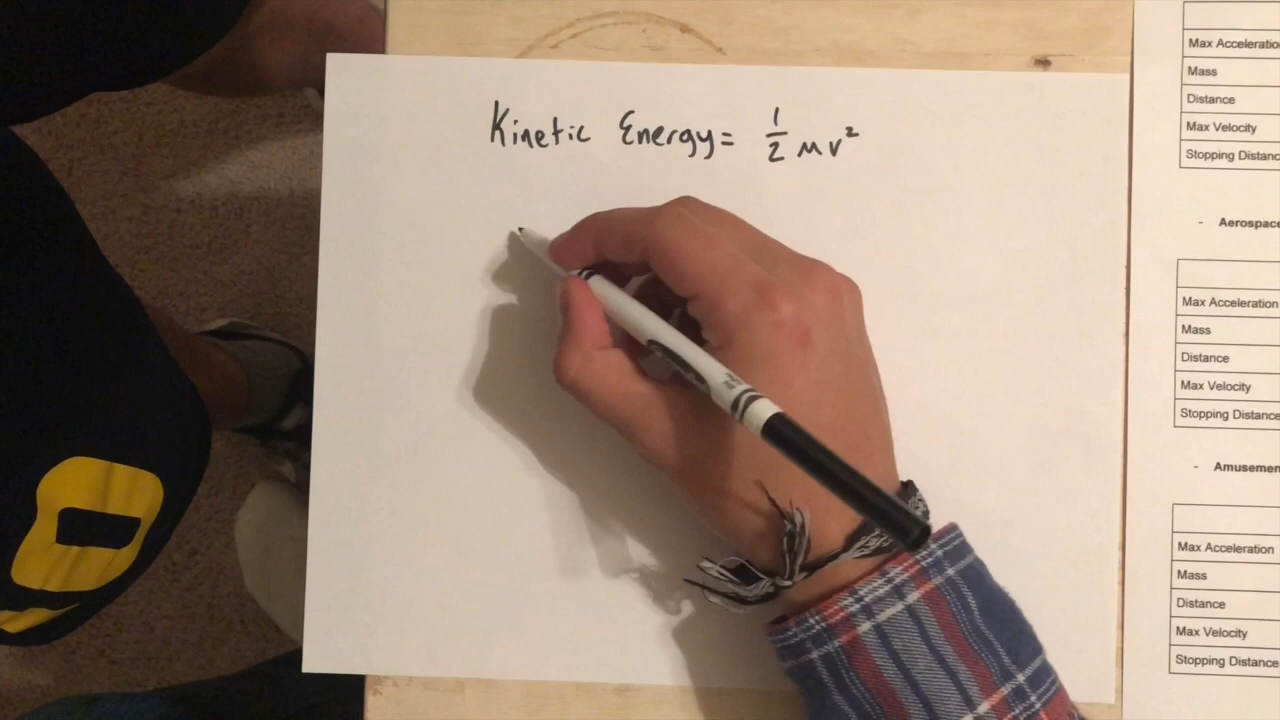 Kinetic Energy = 1/2 mv²
Max Acceleration
Mass
Distance
Max Velocity
Stopping Distance
- Aerospace
Max Acceleration
Mass
Distance
Max Velocity
Stopping Distance
-
Max Acceleration
Mass
Distance
Max Velocity
Stopping Distance